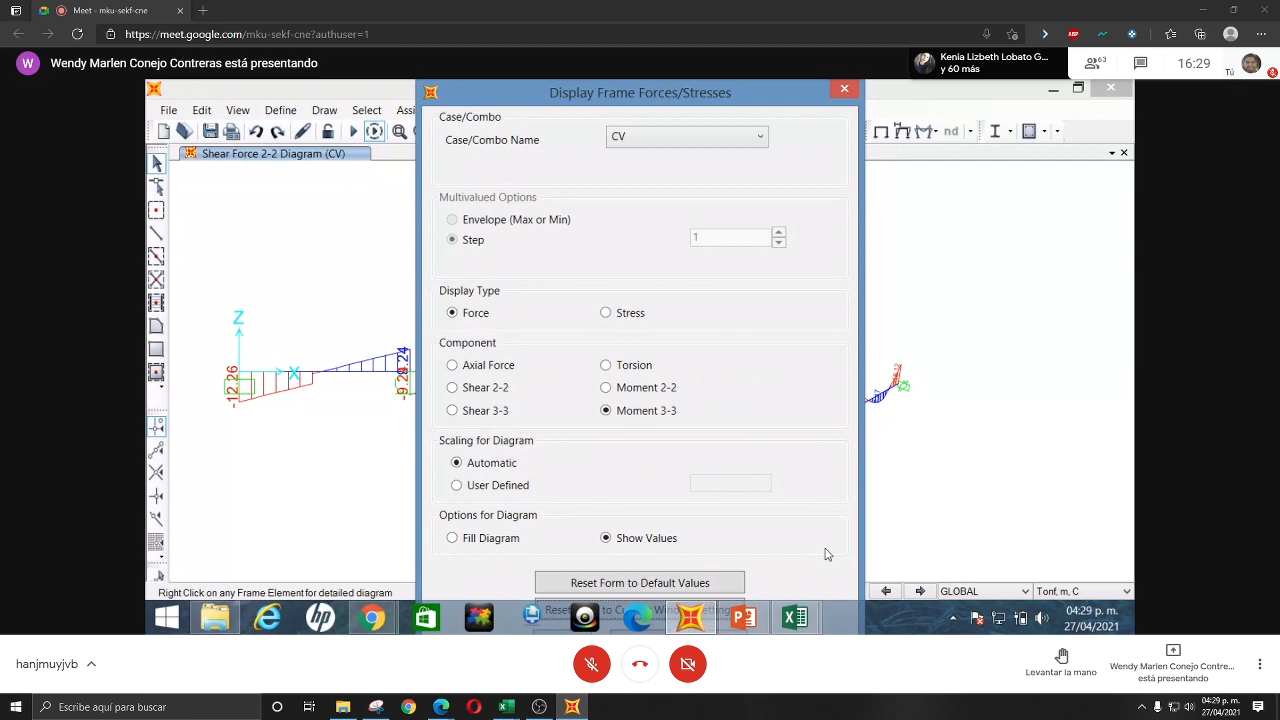 Meet - mku-sekf-cne
https://meet.google.com/mku-sekf-cne?authuser=1
W
Wendy Marlen Conejo Contreras está presentando
Kenia Lizbeth Lobato G...
y 60 más
63
16:29
Tú
Display Frame Forces/Stresses
File Edit View Define Draw Select Assi
nd
Shear Force 2-2 Diagram (CV)
Case/Combo
Case/Combo Name
CV
Multivalued Options
Envelope (Max or Min)
Step
1
Display Type
Force
Stress
Component
Axial Force
Torsion
Shear 2-2
Moment 2-2
Shear 3-3
Moment 3-3
Scaling for Diagram
Automatic
User Defined
Options for Diagram
Fill Diagram
Show Values
Reset Form to Default Values
Z
X
-12.26
Right Click on any Frame Element for detailed diagram
GLOBAL
Tonf, m, C
04:29 p. m.
27/04/2021
hanjmuyjvb
Levantar la mano
Wendy Marlen Conejo Contre...
está presentando
Escribe aquí para buscar
04:29 p. m.
27/04/2021